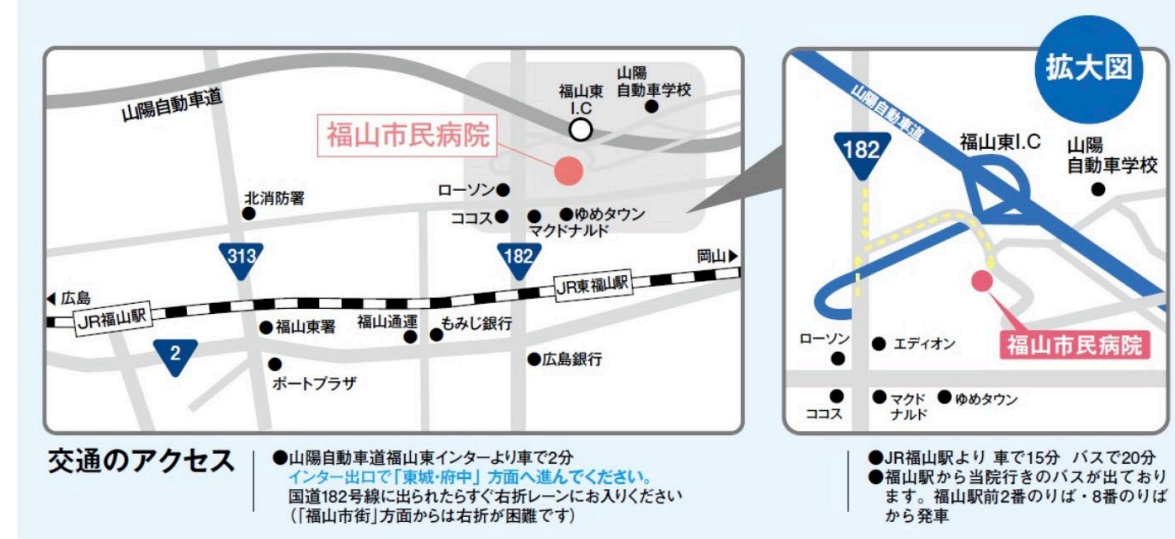 山陽自動車道
福山東
I.C
山陽
自動車学校
福山市民病院
北消防署
ローソン
ココス
マクドナルド
ゆめタウン
313
182
岡山▶
◀広島
JR福山駅
JR東福山駅
福山東署
福山通運
もみじ銀行
2
ポートプラザ
広島銀行
拡大図
山陽自動車道
182
福山東I.C
山陽
自動車学校
福山市民病院
ローソン
エディオン
ココス
マクド
ナルド
ゆめタウン
交通のアクセス
●山陽自動車道福山東インターより車で2分
インター出口で「東城・府中」方面へ進んでください。
国道182号線に出られたらすぐ右折レーンにお入りください
(「福山市街」方面からは右折が困難です)
●JR福山駅より 車で15分 バスで20分
●福山駅から当院行きのバスが出ており
ます。福山駅前2番のりば・8番のりば
から発車